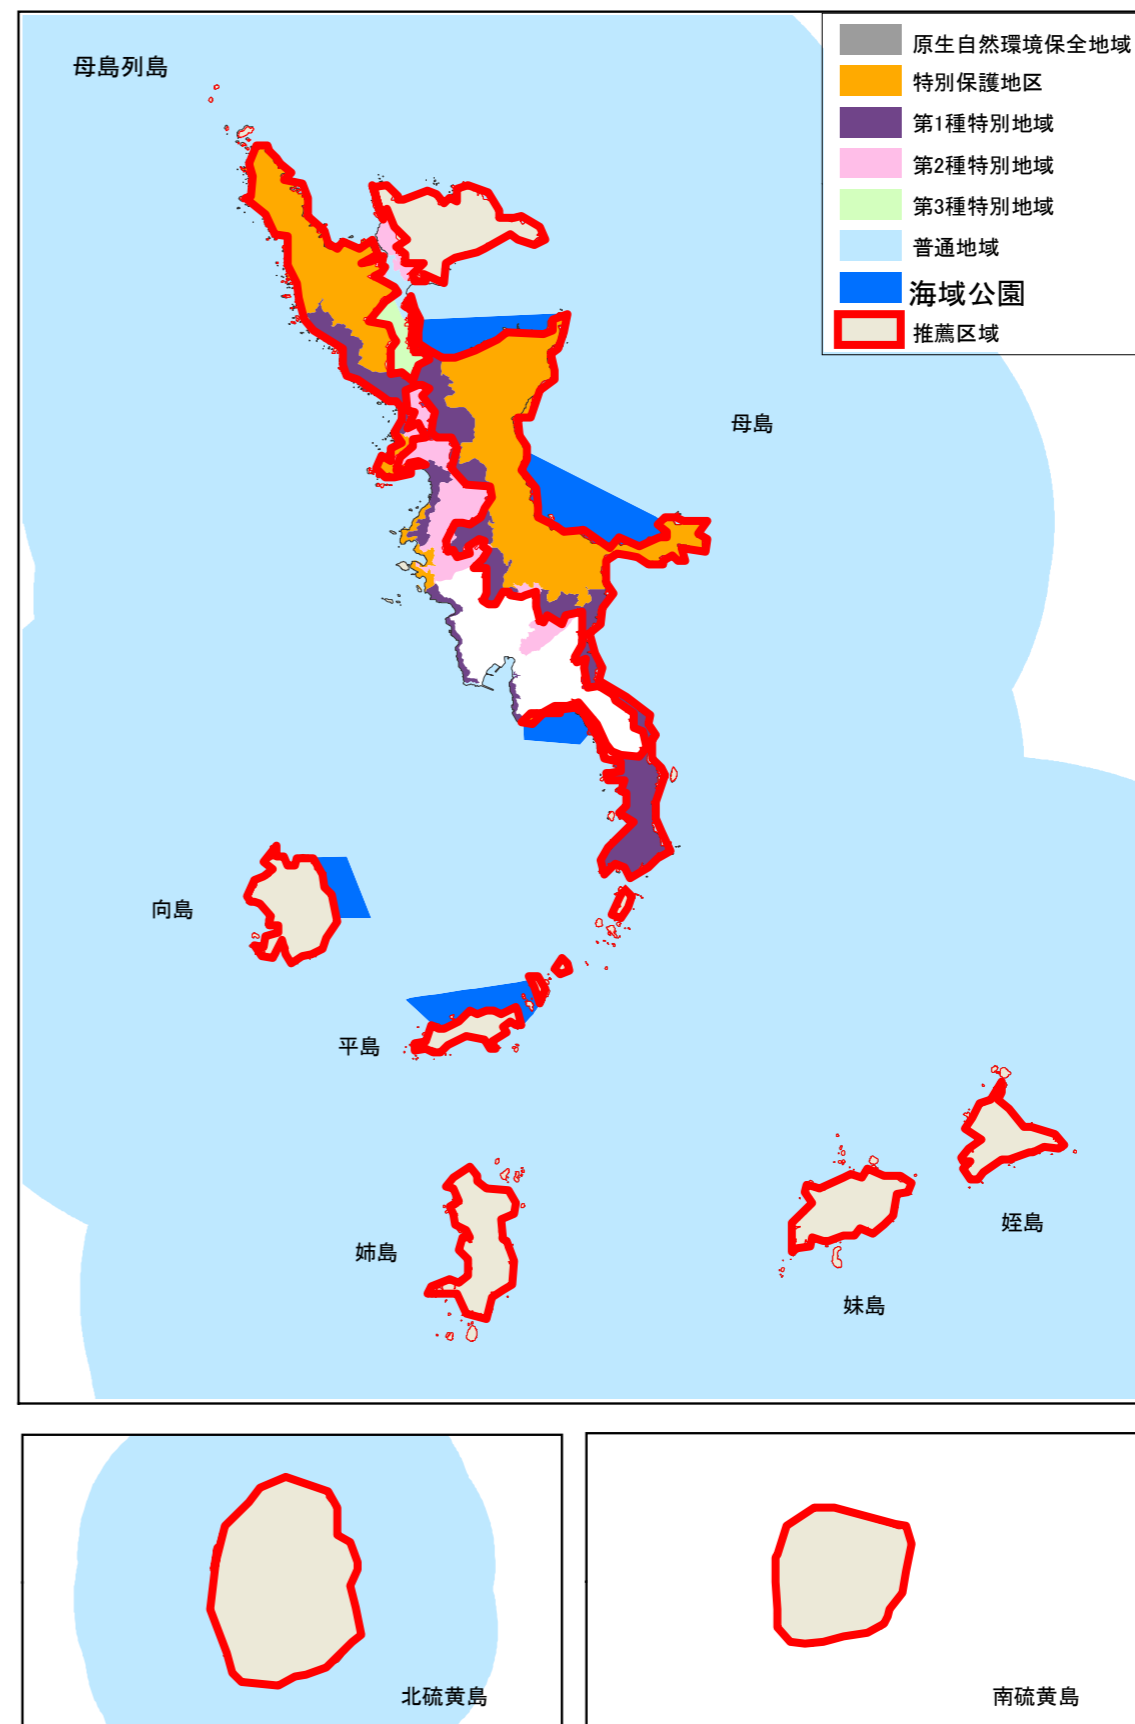 母島列島
原生自然環境保全地域
特別保護地区
第1種特別地域
第2種特別地域
第3種特別地域
普通地域
海域公園
推薦区域
母島
向島
平島
姉島
妹島
姪島
北硫黄島
南硫黄島